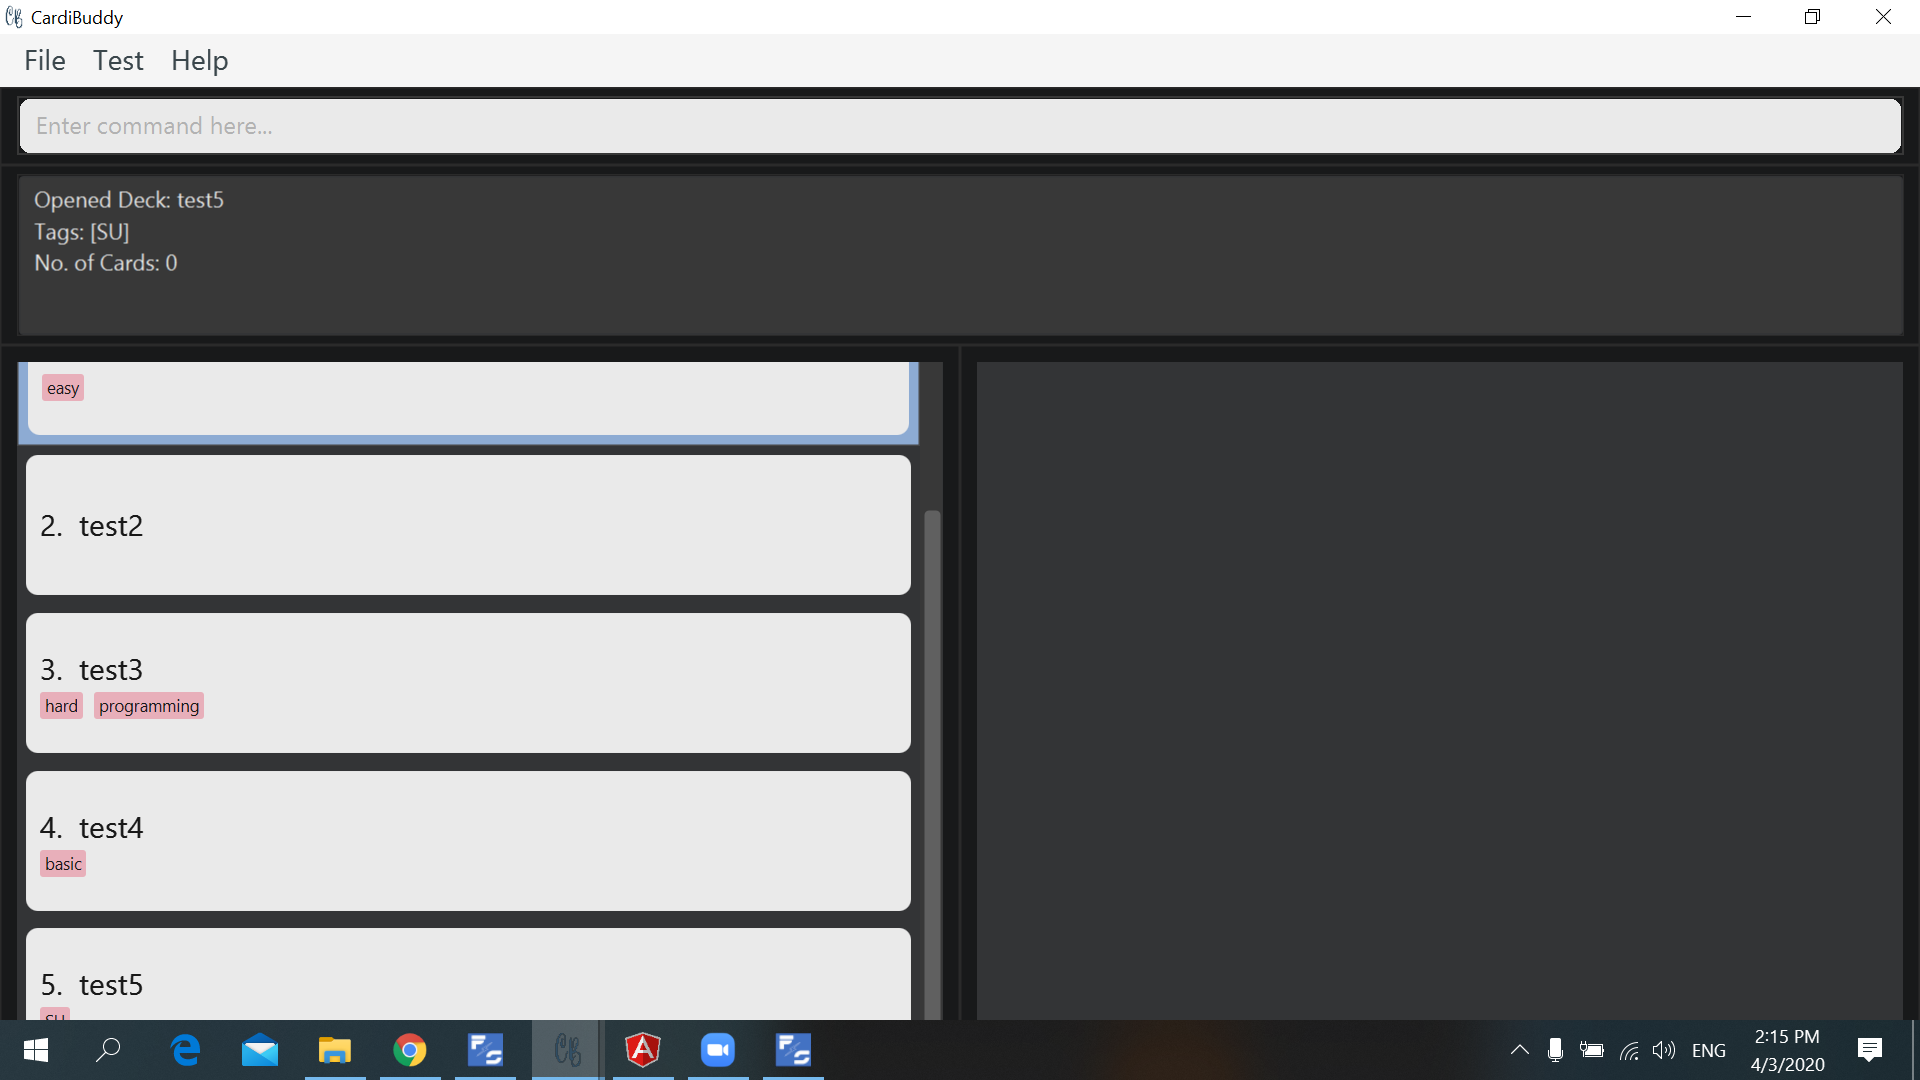 CardiBuddy
File Test Help
Enter command here...
Opened Deck: test5
Tags: [SU]
No. of Cards: 0
easy
2. test2
3. test3
hard programming
4. test4
basic
5. test5
SU
ENG
2:15 PM
4/3/2020